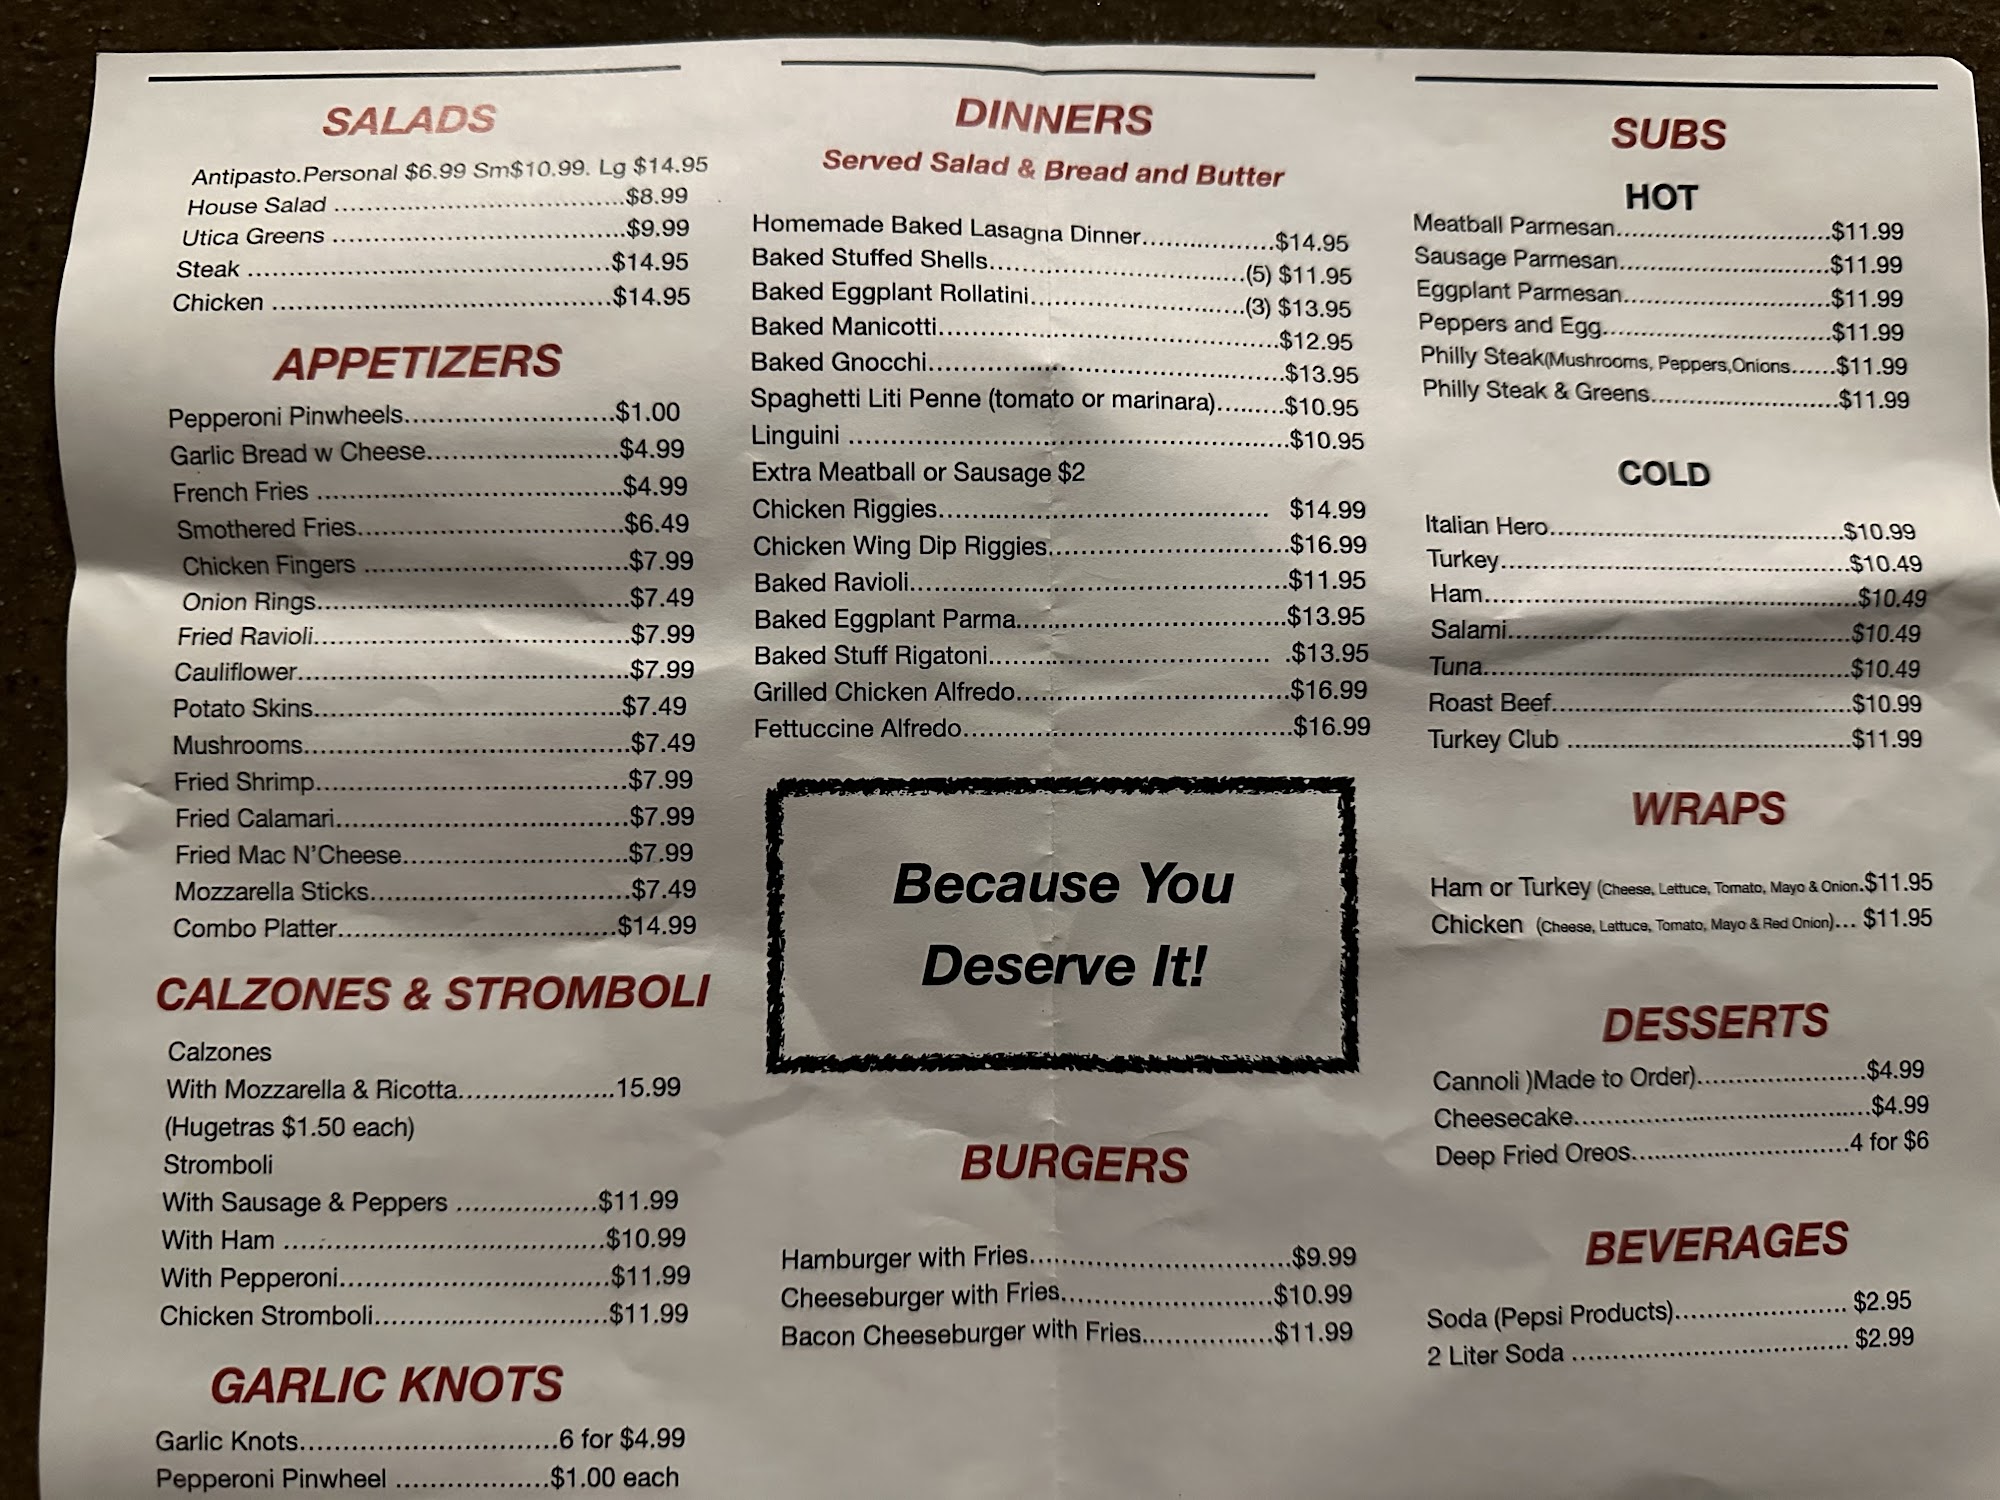 SALADS
Antipasto.Personal $6.99 Sm$10.99. Lg $14.95
House Salad ..................................$8.99
Utica Greens ..................................$9.99
Steak ...........................................$14.95
Chicken ........................................$14.95
APPETIZERS
Pepperoni Pinwheels.........................$1.00
Garlic Bread w Cheese.......................$4.99
French Fries ....................................$4.99
Smothered Fries...............................$6.49
Chicken Fingers ...............................$7.99
Onion Rings.....................................$7.49
Fried Ravioli.....................................$7.99
Cauliflower.......................................$7.99
Potato Skins.....................................$7.49
Mushrooms......................................$7.49
Fried Shrimp.....................................$7.99
Fried Calamari...................................$7.99
Fried Mac N'Cheese...........................$7.99
Mozzarella Sticks...............................$7.49
Combo Platter.................................$14.99
CALZONES & STROMBOLI
Calzones
With Mozzarella & Ricotta...................15.99
(Hugetras $1.50 each)
Stromboli
With Sausage & Peppers .................$11.99
With Ham ......................................$10.99
With Pepperoni................................$11.99
Chicken Stromboli............................$11.99
GARLIC KNOTS
Garlic Knots...............................6 for $4.99
Pepperoni Pinwheel ..................$1.00 each
DINNERS
Served Salad & Bread and Butter
Homemade Baked Lasagna Dinner................$14.95
Baked Stuffed Shells..............................(5) $11.95
Baked Eggplant Rollatini.........................(3) $13.95
Baked Manicotti........................................$12.95
Baked Gnocchi..........................................$13.95
Spaghetti Liti Penne (tomato or marinara).........$10.95
Linguini ....................................................$10.95
Extra Meatball or Sausage $2
Chicken Riggies....................................... $14.99
Chicken Wing Dip Riggies............................$16.99
Baked Ravioli.............................................$11.95
Baked Eggplant Parma................................$13.95
Baked Stuff Rigatoni................................. .$13.95
Grilled Chicken Alfredo................................$16.99
Fettuccine Alfredo.......................................$16.99
Because You
Deserve It!
BURGERS
Hamburger with Fries...............................$9.99
Cheeseburger with Fries.........................$10.99
Bacon Cheeseburger with Fries................$11.99
SUBS
HOT
Meatball Parmesan..........................$11.99
Sausage Parmesan.........................$11.99
Eggplant Parmesan.........................$11.99
Peppers and Egg............................$11.99
Philly Steak(Mushrooms, Peppers,Onions......$11.99
Philly Steak & Greens......................$11.99
COLD
Italian Hero...................................$10.99
Turkey..........................................$10.49
Ham.............................................$10.49
Salami..........................................$10.49
Tuna.............................................$10.49
Roast Beef....................................$10.99
Turkey Club ..................................$11.99
WRAPS
Ham or Turkey (Cheese, Lettuce, Tomato, Mayo & Onion.$11.95
Chicken (Cheese, Lettuce, Tomato, Mayo & Red Onion)... $11.95
DESSERTS
Cannoli )Made to Order)....................$4.99
Cheesecake....................................$4.99
Deep Fried Oreos..........................4 for $6
BEVERAGES
Soda (Pepsi Products)..................... $2.95
2 Liter Soda .................................. $2.99